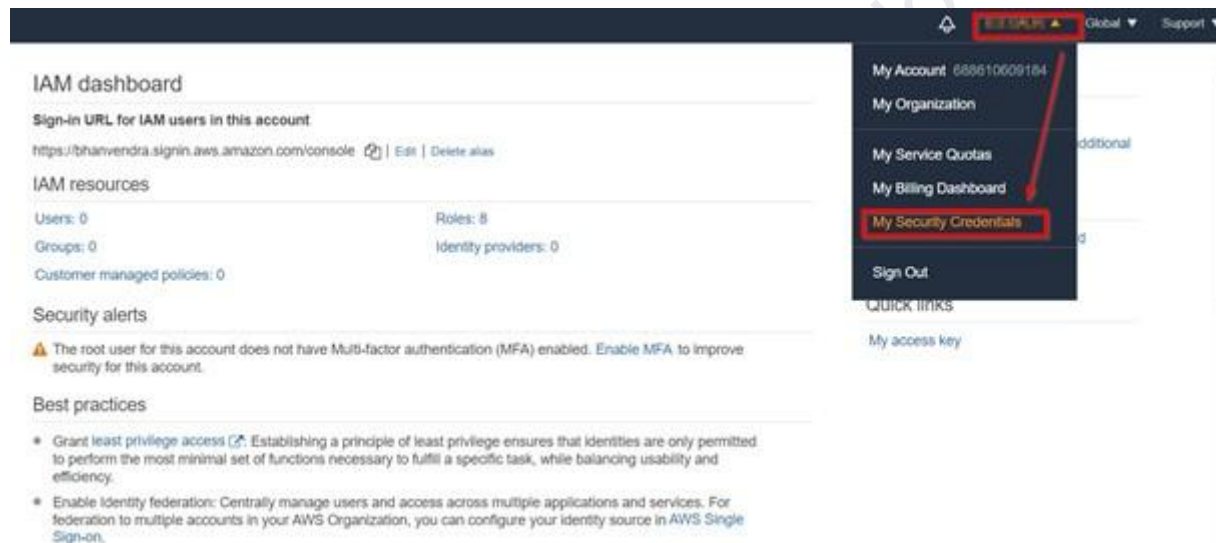 Global ▼
Support
My Account 688610609184
My Organization
My Service Quotas
My Billing Dashboard
My Security Credentials
Sign Out
IAM dashboard
Sign-in URL for IAM users in this account
https://bhanvendra.signin.aws.amazon.com/console | Edit | Delete alias
IAM resources
Users: 0
Roles: 8
Groups: 0
Identity providers: 0
Customer managed policies: 0
Security alerts
The root user for this account does not have Multi-factor authentication (MFA) enabled. Enable MFA to improve
security for this account.
Best practices
Grant least privilege access : Establishing a principle of least privilege ensures that identities are only permitted
to perform the most minimal set of functions necessary to fulfill a specific task, while balancing usability and
efficiency.
Enable Identity federation: Centrally manage users and access across multiple applications and services. For
federation to multiple accounts in your AWS Organization, you can configure your identity source in AWS Single
Sign-on.
dditional
d
Quick links
My access key